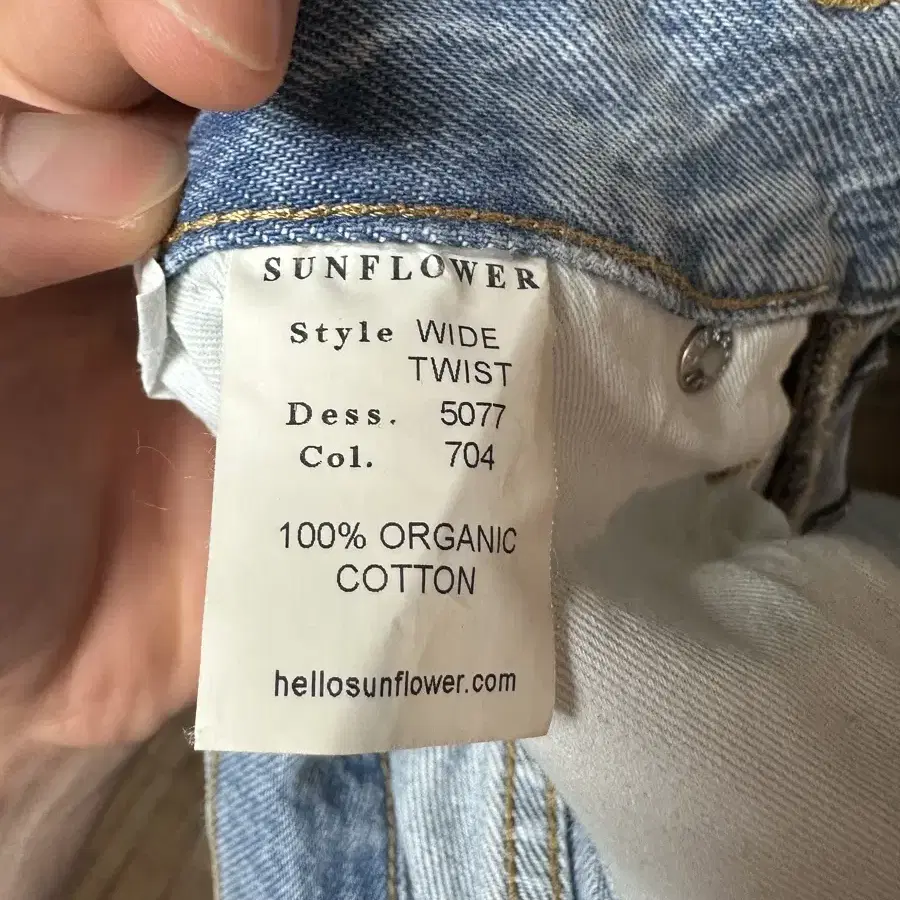 SUNFLOWER
Style WIDE
TWIST
Dess. 5077
Col. 704
100% ORGANIC
COTTON
hellosunflower.com